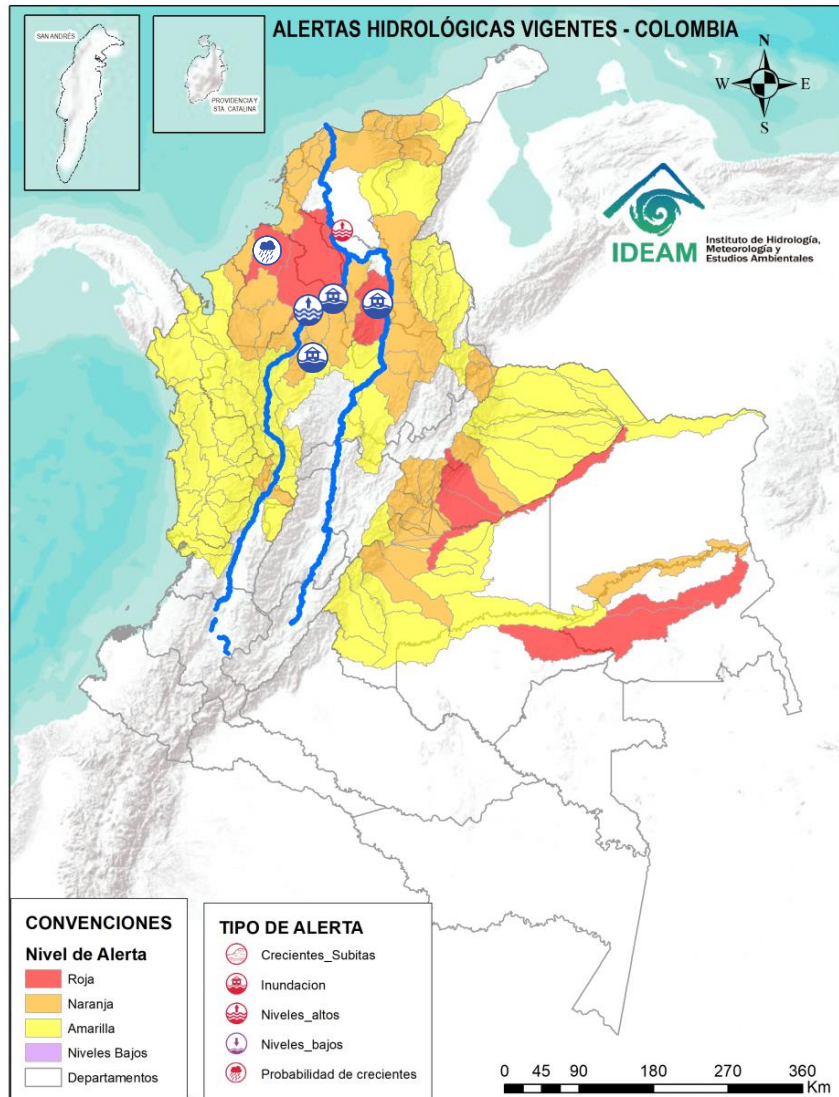 ALERTAS HIDROLÓGICAS VIGENTES - COLOMBIA
SAN ANDRÉS
PROVIDENCIA Y
STA. CATALINA
N
W
E
S
IDEAM
Instituto de Hidrología,
Meteorología y
Estudios Ambientales
CONVENCIONES
Nivel de Alerta
Roja
Naranja
Amarilla
Niveles Bajos
Departamentos
TIPO DE ALERTA
Crecientes_Subitas
Inundacion
Niveles_altos
Niveles_bajos
Probabilidad de crecientes
0 45 90 180 270 360
Km